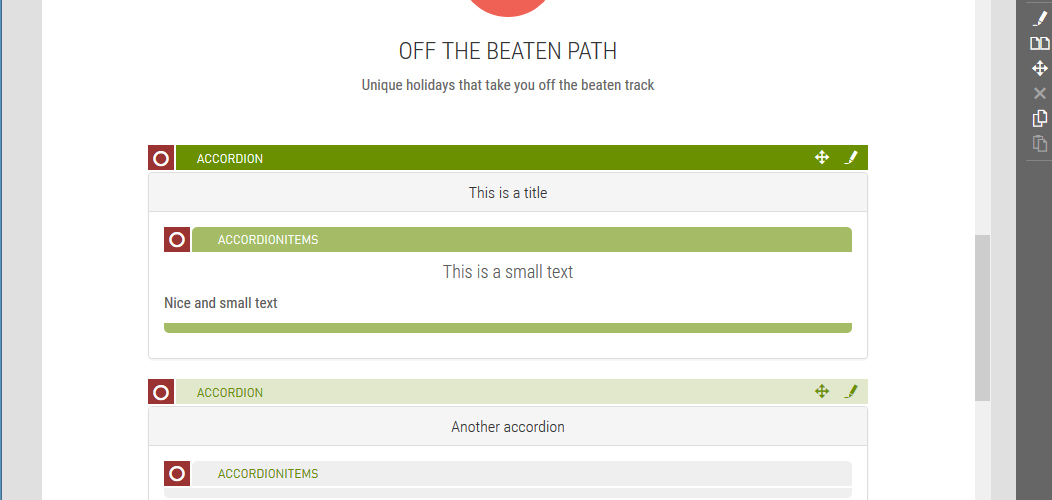 OFF THE BEATEN PATH
Unique holidays that take you off the beaten track
ACCORDION
This is a title
ACCORDIONITEMS
This is a small text
Nice and small text
ACCORDION
Another accordion
ACCORDIONITEMS